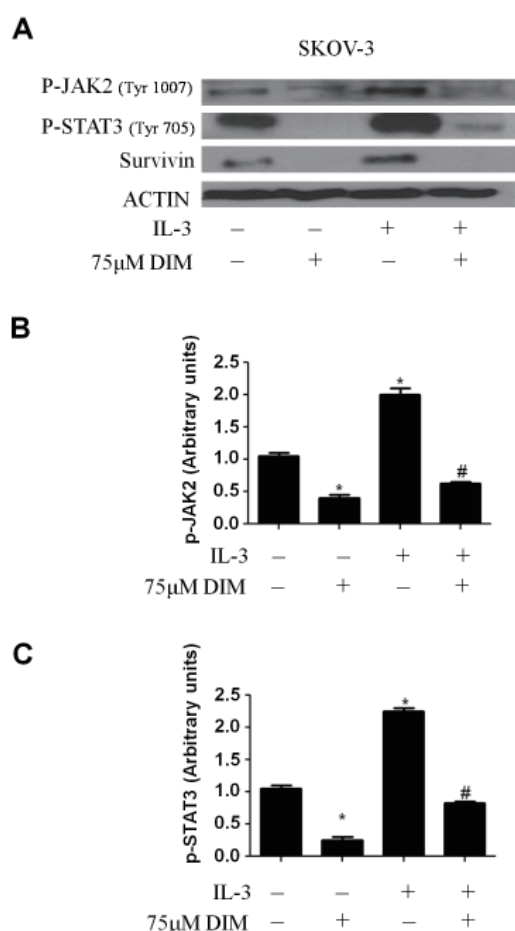 A
SKOV-3
P-JAK2 (Tyr 1007)
P-STAT3 (Tyr 705)
Survivin
ACTIN
IL-3 – – + +
75μM DIM – + – +
B
p-JAK2 (Arbitrary units)
2.5
2.0
1.5
1.0
0.5
0.0
* * #
IL-3 – – + +
75μM DIM – + – +
C
p-STAT3 (Arbitrary units)
2.5
2.0
1.5
1.0
0.5
0.0
* * #
IL-3 – – + +
75μM DIM – + – +